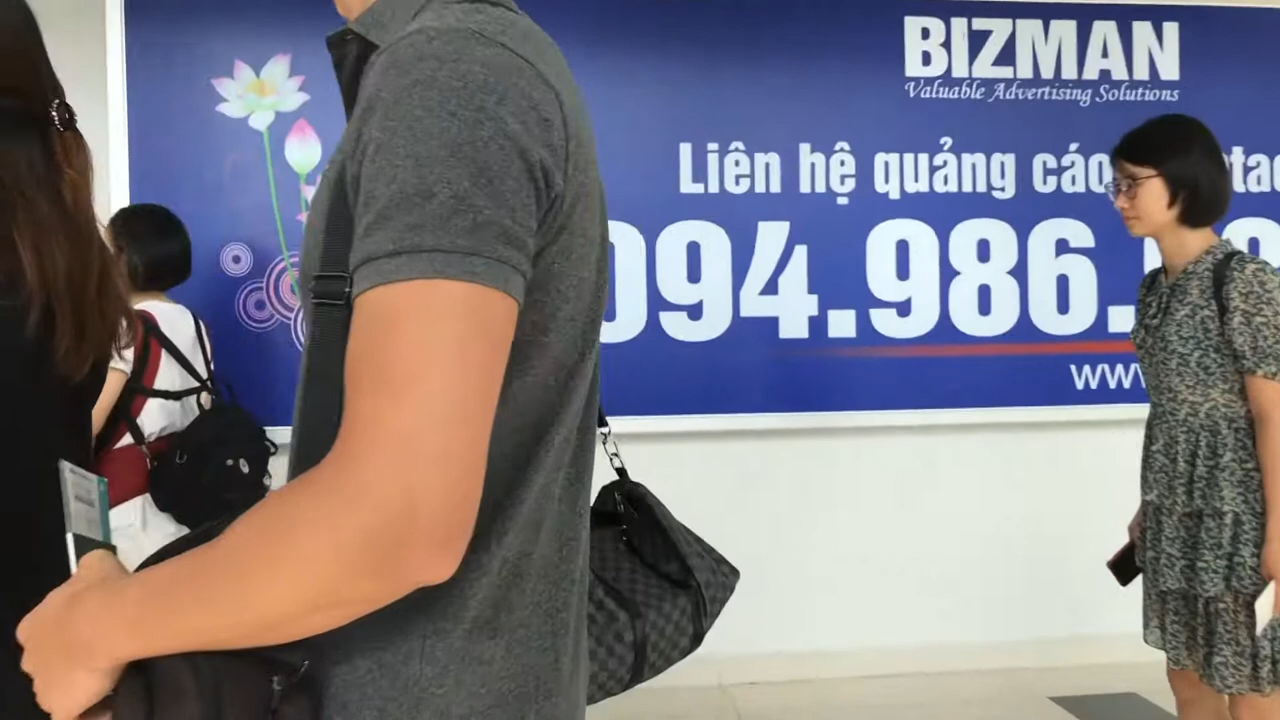 BIZMAN
Valuable Advertising Solutions
Liên hệ quảng cáo
094.986.
www